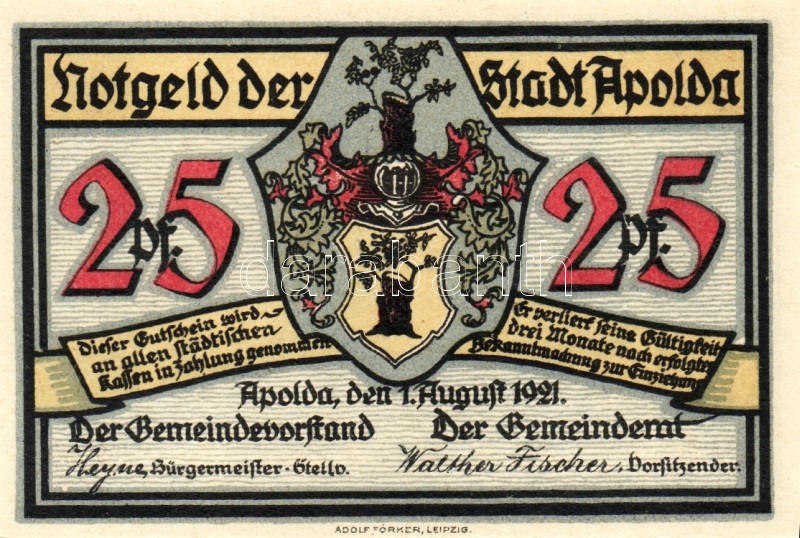 Notgeld der Stadt Apolda
25 Pf.
25 Pf.
Dieser Gutschein wird
an allen städtischen
Kassen in Zahlung genommen
Er verliert seine Gültigkeit
drei Monate nach erfolgter
Bekanntmachung zur Einziehung
darabanth
Apolda, den 1. August 1921.
Der Gemeindevorstand
Der Gemeinderat
Heyne, Bürgermeister-Stellv.
Walther Fischer, Vorsitzender.
ADOLF FÖRKER, LEIPZIG.